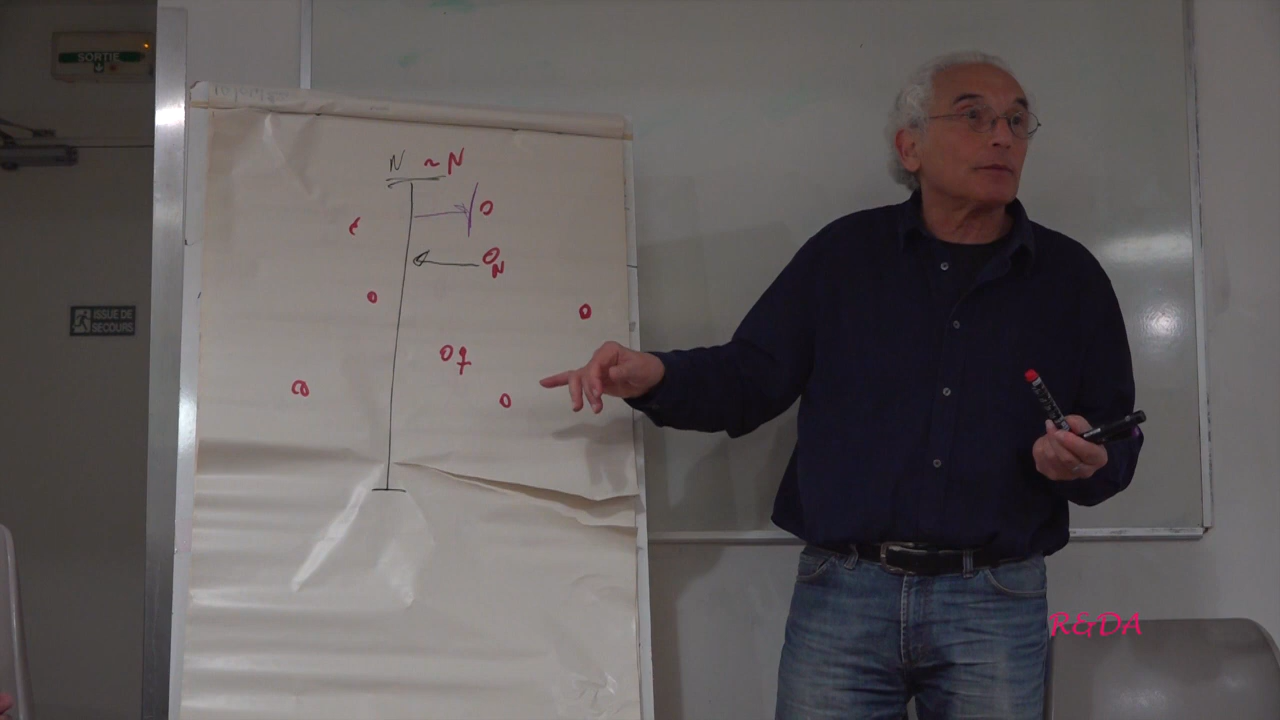 SORTIE
N ~ N
O
O
N
ISSUE DE
SECOURS
R&DA